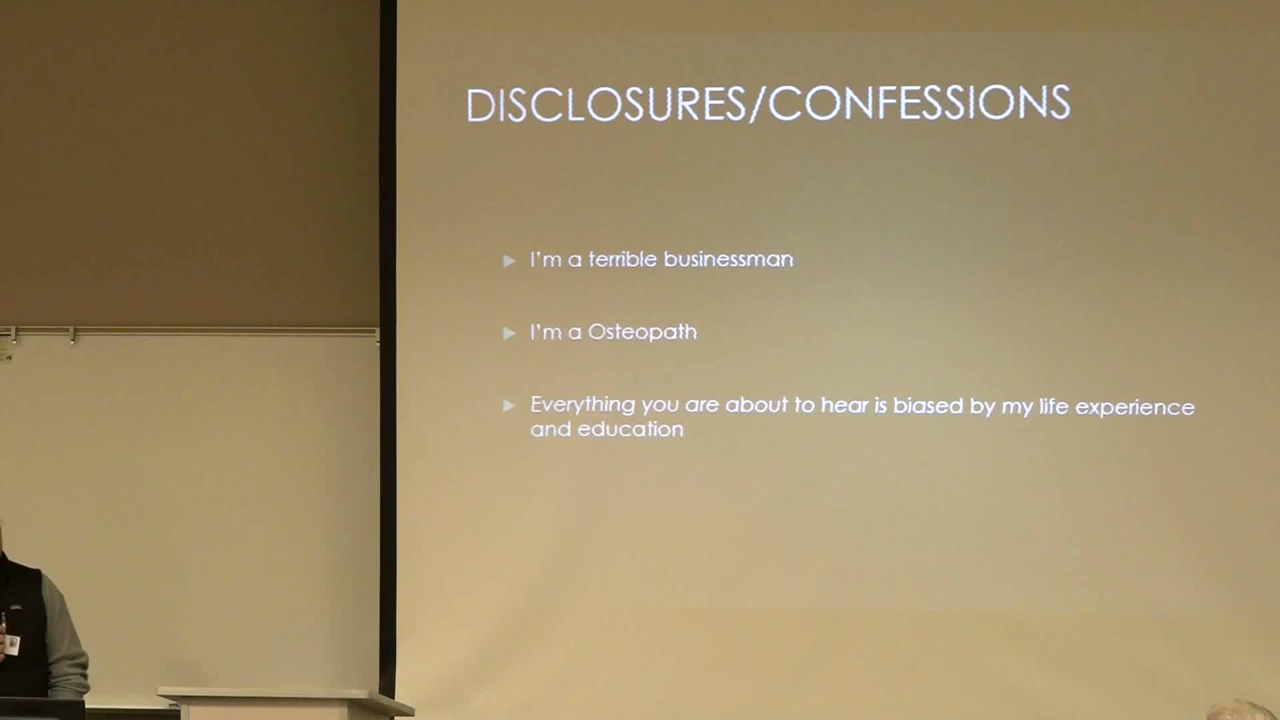 DISCLOSURES/CONFESSIONS
I'm a terrible businessman
I'm a Osteopath
Everything you are about to hear is biased by my life experience
and education